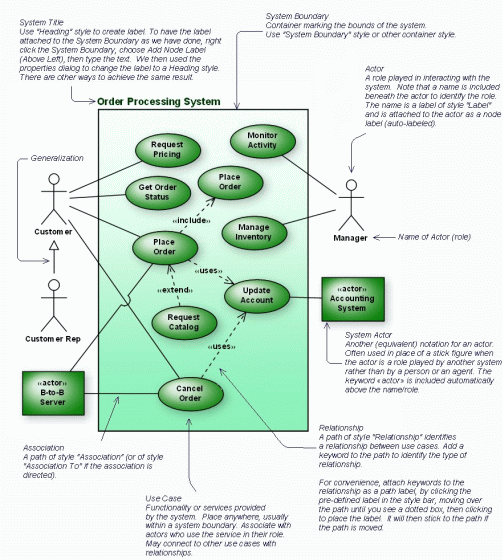 System Title
Use "Heading" style to create label. To have the label
attached to the System Boundary as we have done, right
click the System Boundary, choose Add Node Label
(Above Left), then type the text.  We then used the
properties dialog to change the label to a Heading style.
There are other ways to achieve the same result.
System Boundary
Container marking the bounds of the system.
Use "System Boundary" style or other container style.
Actor
A role played in interacting with the
system.  Note that a name is included
beneath the actor to identify the role.
The name is a label of style "Label"
and is attached to the actor as a node
label (auto-labeled).
Order Processing System
Generalization
Request
Pricing
Monitor
Activity
Get Order
Status
Place
Order
Customer
«include»
Place
Order
Manage
Inventory
Manager
Name of Actor (role)
«uses»
«extend»
Update
Account
«actor»
Accounting
System
Customer Rep
Request
Catalog
«uses»
System Actor
Another (equivalent) notation for an actor.
Often used in place of a stick figure when
the actor is a role played by another system
rather than by a person or an agent. The
keyword «actor» is included automatically
above the name/role.
«actor»
B-to-B
Server
Cancel
Order
Association
A path of style "Association" (or of style
"Association To" if the association is
directed).
Relationship
A path of style "Relationship" identifies
a relationship between use cases. Add a
keyword to the path to identify the type of
relationship.
For convenience, attach keywords to the
relationship as a path label, by clicking the
pre-defined label in the style bar, moving over
the path until you see a dotted box, then clicking
to place the label.  It will then stick to the path if
the path is moved.
Use Case
Functionality or services provided
by the system.  Place anywhere, usually
within a system boundary. Associate with
actors who use the service in their role.
May connect to other use cases with
relationships.